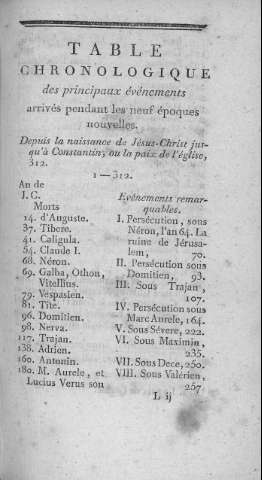 TABLE
CHRONOLOGIQUE
des principaux événements
arrivés pendant les neuf époques
nouvelles.
Depuis la naissance de Jésus-Christ jus-
qu'à Constantin, ou la paix de l'église,
312.
1—312.
An de
J. C.
Morts
14. d'Auguste.
37. Tibere.
41. Caligula.
54. Claude I.
68. Néron.
69. Galba, Othon,
Vitellius.
79. Vespasien.
81. Tite.
96. Domitien.
98. Nerva.
117. Trajan.
138. Adrien.
160. Antonin.
180. M. Aurele, et
Lucius Verus son
Evénements remar-
quables.
I. Persécution, sous
Néron, l'an 64. La
ruine de Jérusa-
lem, 70.
II. Persécution sous
Domitien, 93.
III. Sous Trajan,
107.
IV. Persécution sous
Marc Aurele, 164.
V. Sous Sévere, 222.
VI. Sous Maximin,
235.
VII. Sous Dece, 250.
VIII. Sous Valérien,
257
L ij